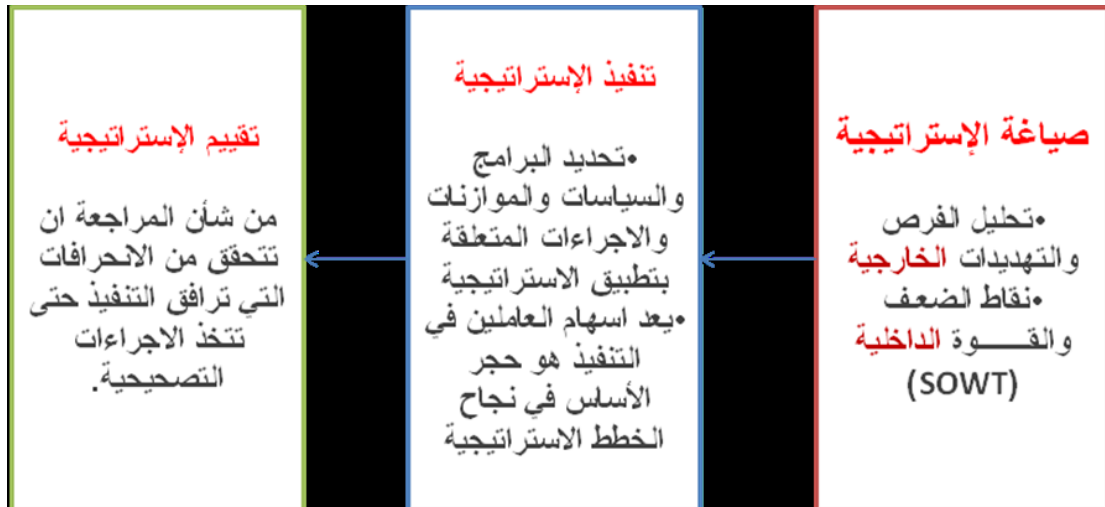 صياغة الإستراتيجية
•تحليل الفرص
والتهديدات الخارجية
•نقاط الضعف
والقـــــوة الداخلية
(SOWT)
تنفيذ الإستراتيجية
•تحديد البرامج
والسياسات والموازنات
والاجراءات المتعلقة
بتطبيق الاستراتيجية
•يعد اسهام العاملين في
التنفيذ هو حجر
الأساس في نجاح
الخطط الاستراتيجية
تقييم الإستراتيجية
من شأن المراجعة ان
تتحقق من الانحرافات
التي ترافق التنفيذ حتى
تتخذ الاجراءات
التصحيحية.